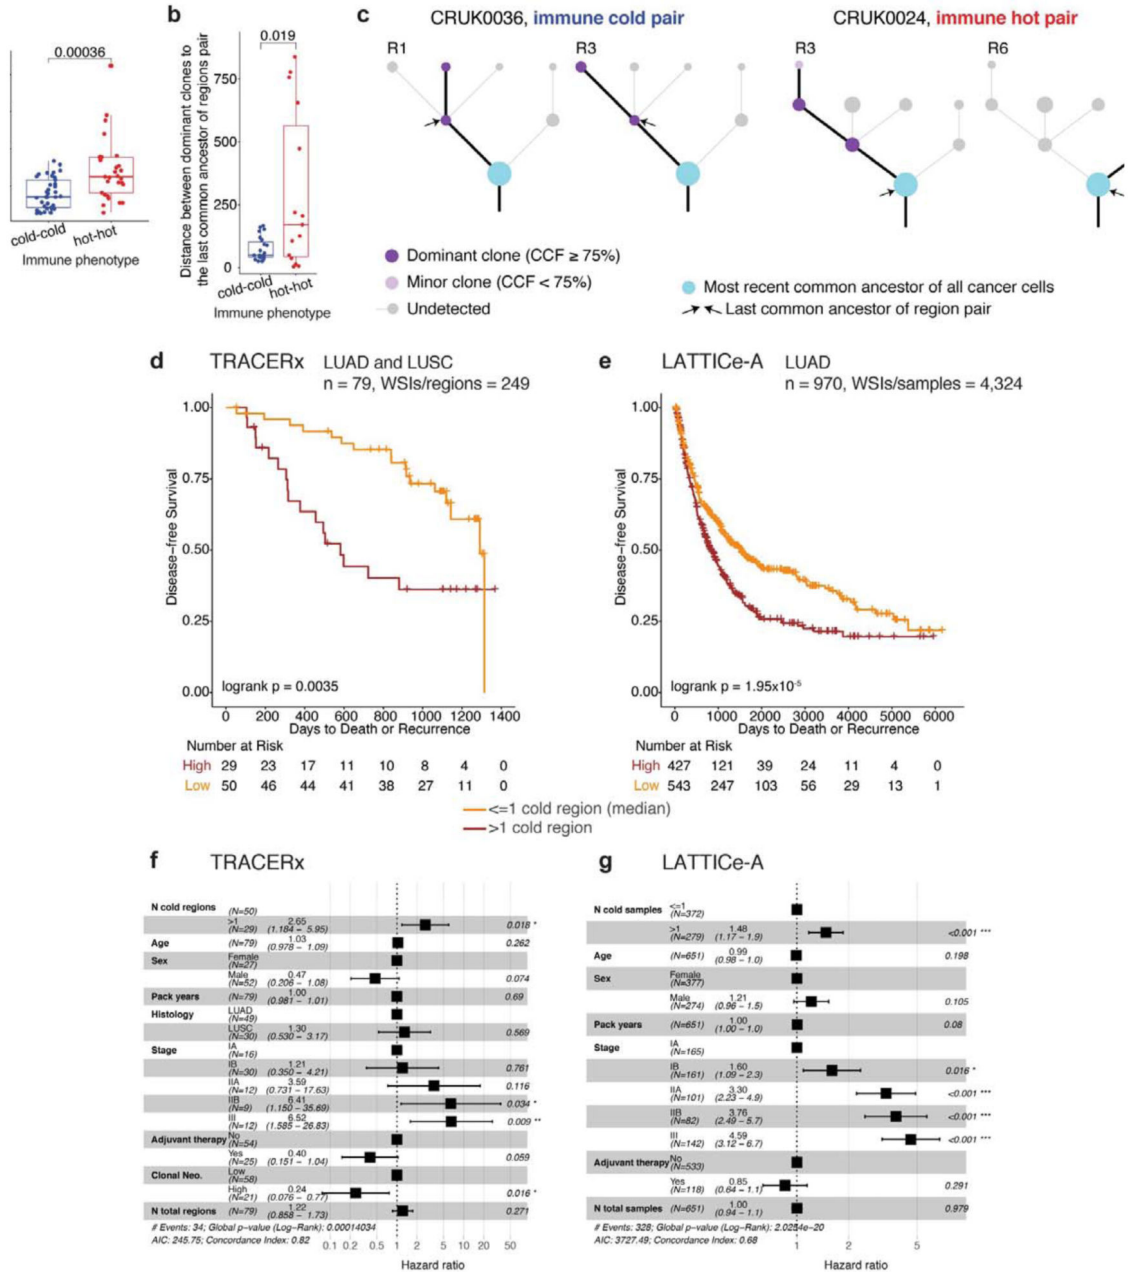 b
c
CRUK0036, immune cold pair
CRUK0024, immune hot pair
0.00036
cold-cold
hot-hot
Immune phenotype
Distance between dominant clones to
the last common ancestor of regions pair
0.019
750
500
250
0
cold-cold
hot-hot
Immune phenotype
R1
R3
R3
R6
Dominant clone (CCF ≥ 75%)
Minor clone (CCF < 75%)
Undetected
Most recent common ancestor of all cancer cells
Last common ancestor of region pair
d TRACERx LUAD and LUSC
n = 79, WSIs/regions = 249
Disease-free Survival
1.00
0.75
0.50
0.25
0.00
logrank p = 0.0035
0 200 400 600 800 1000 1200 1400
Days to Death or Recurrence
Number at Risk
High 29 23 17 11 10 8 4 0
Low 50 46 44 41 38 27 11 0
e LATTICe-A LUAD
n = 970, WSIs/samples = 4,324
Disease-free Survival
1.00
0.75
0.50
0.25
0.00
logrank p = 1.95x10⁻⁵
0 1000 2000 3000 4000 5000 6000
Days to Death or Recurrence
Number at Risk
High 427 121 39 24 11 4 0
Low 543 247 103 56 29 13 1
<=1 cold region (median)
>1 cold region
f TRACERx
N cold regions (N=50)
>1 (N=29) 2.65 (1.184 – 5.95) 0.018 *
Age (N=79) 1.03 (0.978 – 1.09) 0.262
Sex Female (N=27)
Male (N=52) 0.47 (0.206 – 1.08) 0.074
Pack years (N=79) 1.00 (0.981 – 1.01) 0.69
Histology LUAD (N=49)
LUSC (N=30) 1.30 (0.530 – 3.17) 0.569
Stage IA (N=16)
IB (N=30) 1.21 (0.350 – 4.21) 0.761
IIA (N=12) 3.59 (0.731 – 17.63) 0.116
IIB (N=9) 6.41 (1.150 – 35.69) 0.034 *
III (N=12) 6.52 (1.585 – 26.83) 0.009 **
Adjuvant therapy No (N=54)
Yes (N=25) 0.40 (0.151 – 1.04) 0.059
Clonal Neo. Low (N=58)
High (N=21) 0.24 (0.076 – 0.77) 0.016 *
N total regions (N=79) 1.22 (0.858 – 1.73) 0.271
# Events: 34; Global p-value (Log-Rank): 0.00014034
AIC: 245.75; Concordance Index: 0.82
0.1 0.2 0.5 1 2 5 10 20 50
Hazard ratio
g LATTICe-A
N cold samples <=1 (N=372)
>1 (N=279) 1.48 (1.17 – 1.9) <0.001 ***
Age (N=651) 0.99 (0.98 – 1.0) 0.198
Sex Female (N=377)
Male (N=274) 1.21 (0.96 – 1.5) 0.105
Pack years (N=651) 1.00 (1.00 – 1.0) 0.08
Stage IA (N=165)
IB (N=161) 1.60 (1.09 – 2.3) 0.016 *
IIA (N=101) 3.30 (2.23 – 4.9) <0.001 ***
IIB (N=82) 3.76 (2.49 – 5.7) <0.001 ***
III (N=142) 4.59 (3.12 – 6.7) <0.001 ***
Adjuvant therapy No (N=533)
Yes (N=118) 0.85 (0.64 – 1.1) 0.291
N total samples (N=651) 1.00 (0.94 – 1.1) 0.979
# Events: 328; Global p-value (Log-Rank): 2.0254e-20
AIC: 3727.49; Concordance Index: 0.68
1 2 5
Hazard ratio